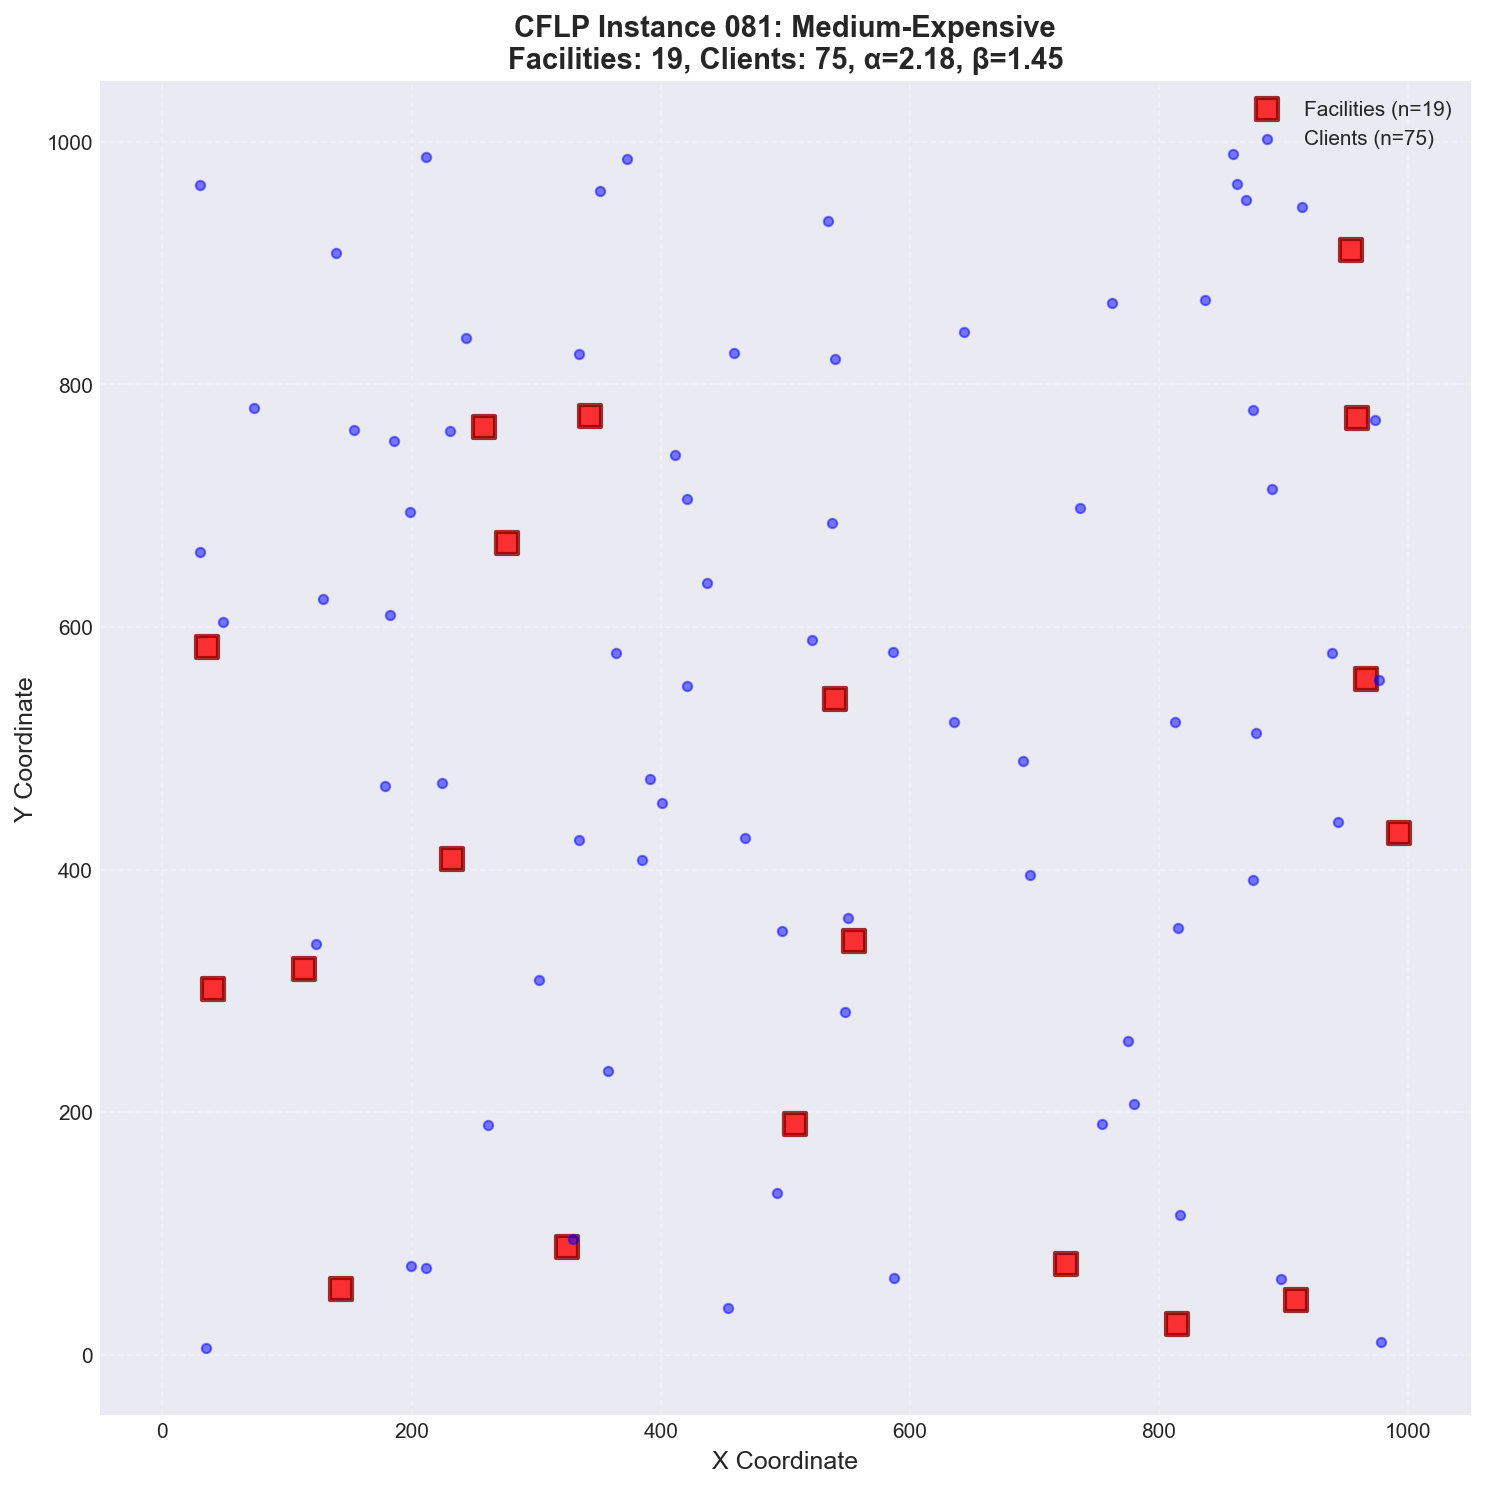 CFLP Instance 081: Medium-Expensive
Facilities: 19, Clients: 75, α=2.18, β=1.45
Facilities (n=19)
Clients (n=75)
1000
800
600
400
200
0
Y Coordinate
0 200 400 600 800 1000
X Coordinate